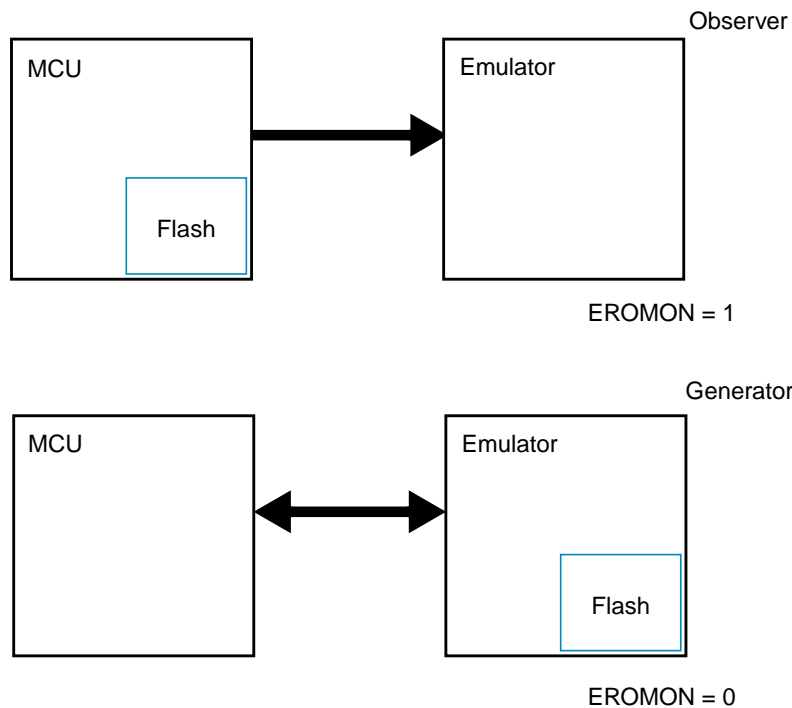 Observer
MCU
Emulator
Flash
EROMON = 1
Generator
MCU
Emulator
Flash
EROMON = 0